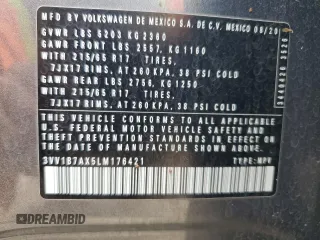 MFD BY VOLKSWAGEN DE MEXICO S.A. DE C.V. MEXICO 08/20
GVWR LBS 5203 KG 2360
GAWR FRONT LBS 2557, KG 1160
WITH 215/65 R17 TIRES,
7JX17 RIMS, AT 260 KPA, 38 PSI COLD
GAWR REAR LBS 2756, KG 1250
WITH 215/65 R17 TIRES,
7JX17 RIMS, AT 260 KPA, 38 PSI COLD
THIS VEHICLE CONFORMS TO ALL APPLICABLE
U.S. FEDERAL MOTOR VEHICLE SAFETY, BUMPER,
AND THEFT PREVENTION STANDARDS IN EFFECT ON THE
DATE OF MANUFACTURE SHOWN ABOVE.
3VV1B7AX5LM176421 TYPE: MPV
DREAMBID